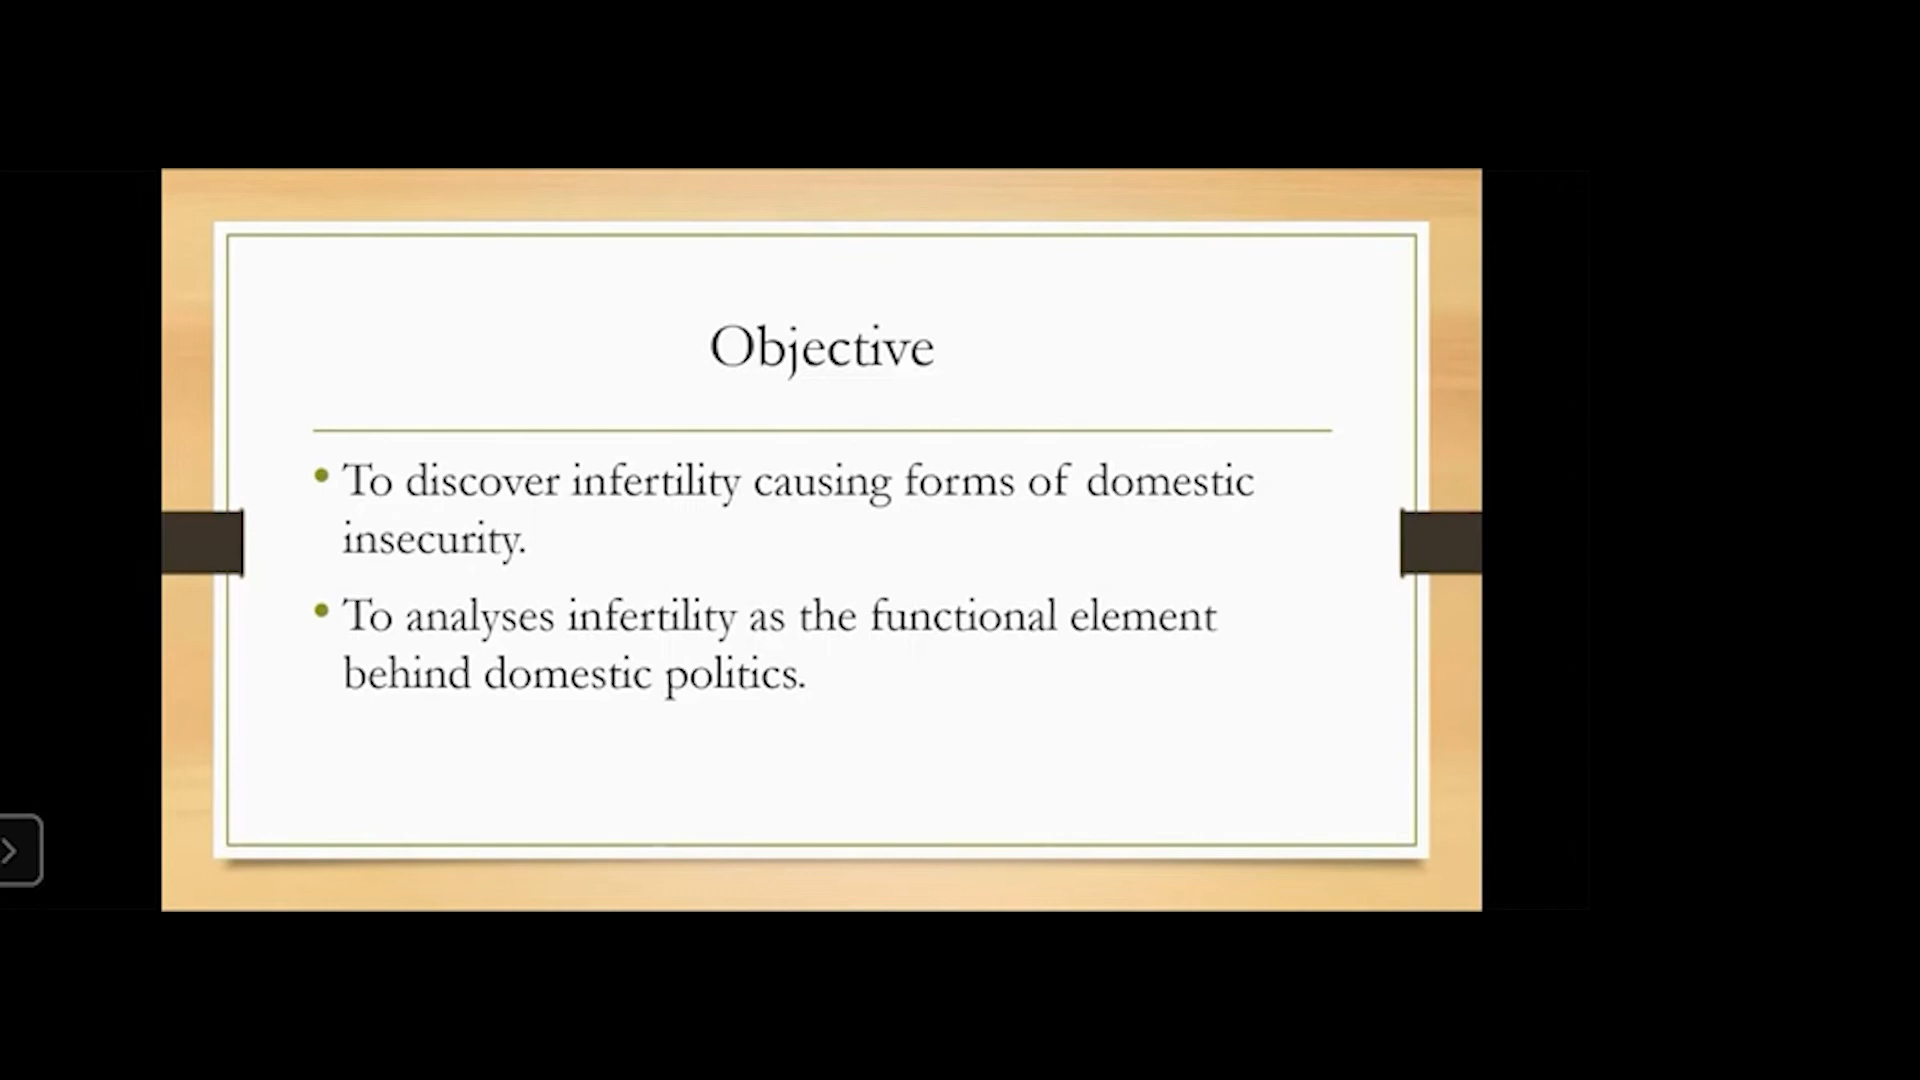 Objective
• To discover infertility causing forms of domestic
insecurity.
• To analyses infertility as the functional element
behind domestic politics.